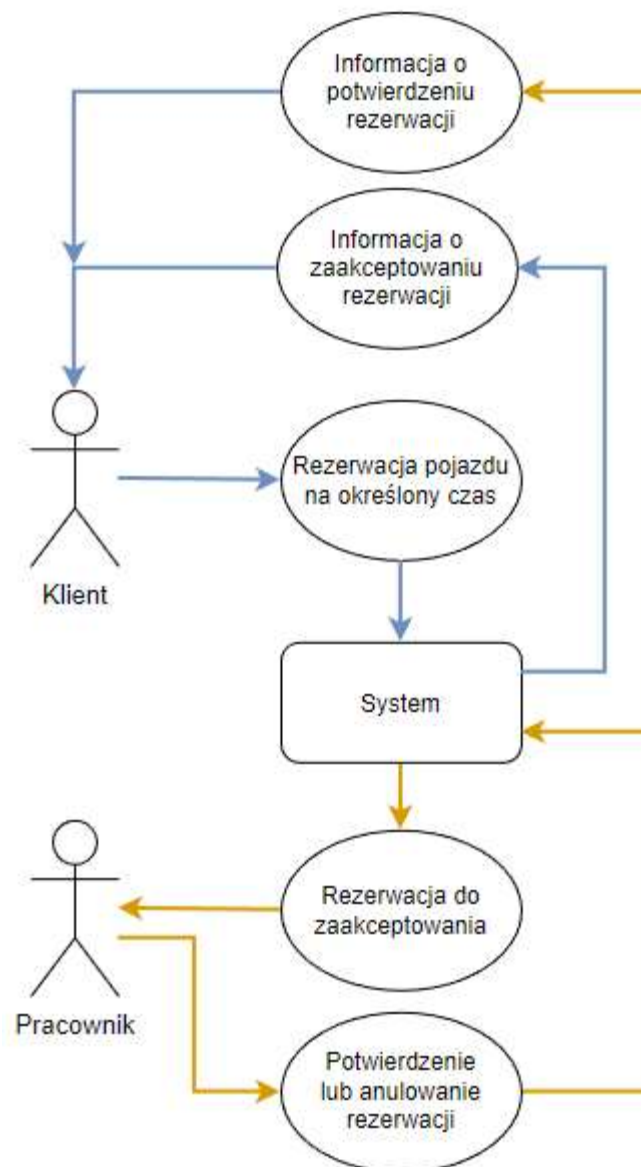 Informacja o
potwierdzeniu
rezerwacji
Informacja o
zaakceptowaniu
rezerwacji
Rezerwacja pojazdu
na określony czas
Klient
System
Rezerwacja do
zaakceptowania
Pracownik
Potwierdzenie
lub anulowanie
rezerwacji